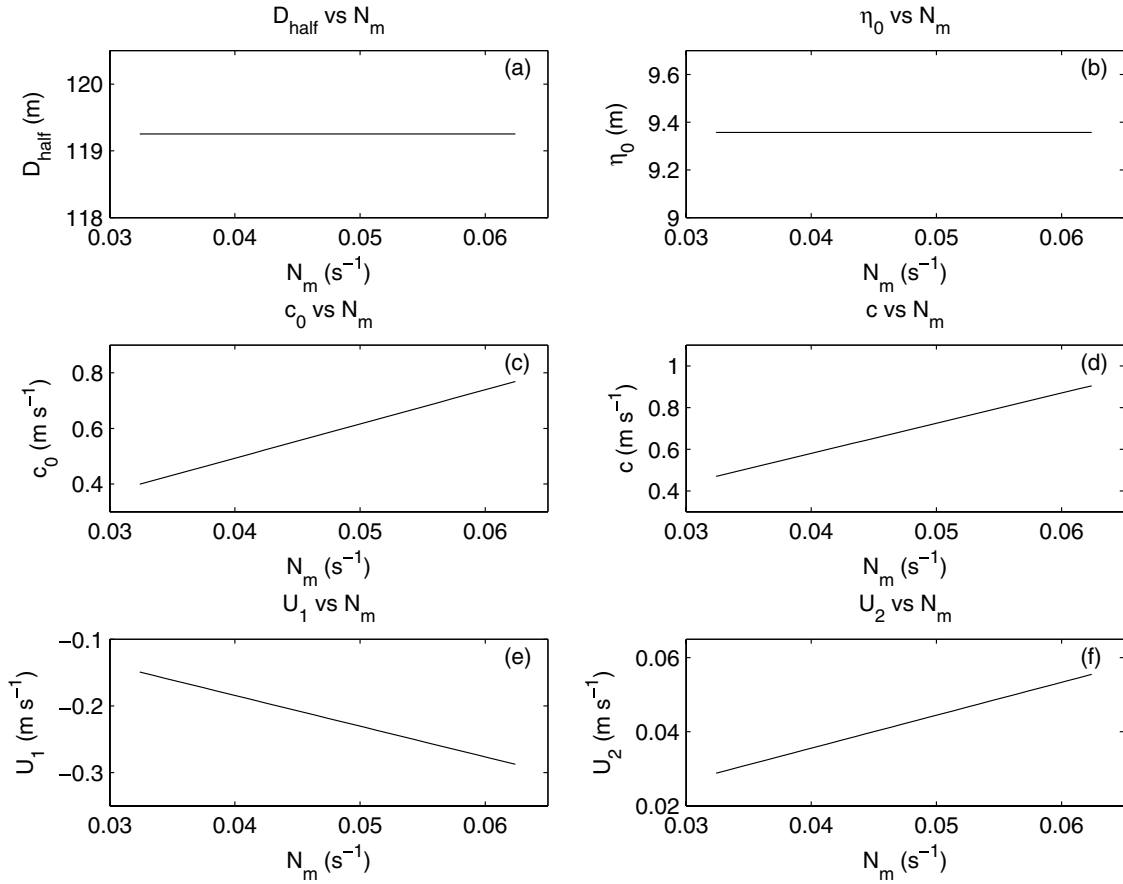 D_half vs N_m
(a)
D_half (m)
120
119
118
0.03 0.04 0.05 0.06
N_m (s⁻¹)
η_0 vs N_m
(b)
η_0 (m)
9.6
9.4
9.2
9
0.03 0.04 0.05 0.06
N_m (s⁻¹)
c_0 vs N_m
(c)
c_0 (m s⁻¹)
0.8
0.6
0.4
0.03 0.04 0.05 0.06
N_m (s⁻¹)
c vs N_m
(d)
c (m s⁻¹)
1
0.8
0.6
0.4
0.03 0.04 0.05 0.06
N_m (s⁻¹)
U_1 vs N_m
(e)
U_1 (m s⁻¹)
−0.1
−0.2
−0.3
0.03 0.04 0.05 0.06
N_m (s⁻¹)
U_2 vs N_m
(f)
U_2 (m s⁻¹)
0.06
0.04
0.02
0.03 0.04 0.05 0.06
N_m (s⁻¹)